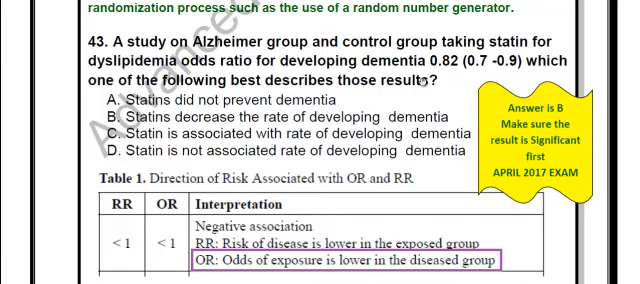 randomization process such as the use of a random number generator.
43. A study on Alzheimer group and control group taking statin for
dyslipidemia odds ratio for developing dementia 0.82 (0.7 -0.9) which
one of the following best describes those results?
A. Statins did not prevent dementia
B. Statins decrease the rate of developing dementia
C. Statin is associated with rate of developing dementia
D. Statin is not associated rate of developing dementia
Answer is B
Make sure the
result is Significant
first
APRIL 2017 EXAM
Table 1. Direction of Risk Associated with OR and RR
RR OR Interpretation
Negative association
< 1 < 1 RR: Risk of disease is lower in the exposed group
OR: Odds of exposure is lower in the diseased group
Advanced